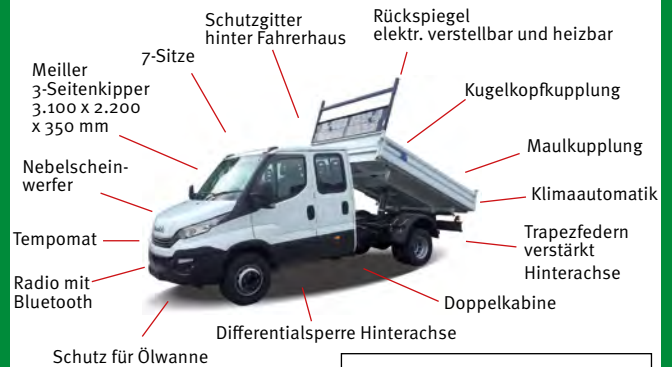 Schutzgitter
hinter Fahrerhaus
Rückspiegel
elektr. verstellbar und heizbar
7-Sitze
Meiller
3-Seitenkipper
3.100 x 2.200
x 350 mm
Kugelkopfkupplung
Maulkupplung
Nebelschein-
werfer
Klimaautomatik
Tempomat
Trapezfedern
verstärkt
Hinterachse
Radio mit
Bluetooth
Doppelkabine
Differentialsperre Hinterachse
Schutz für Ölwanne